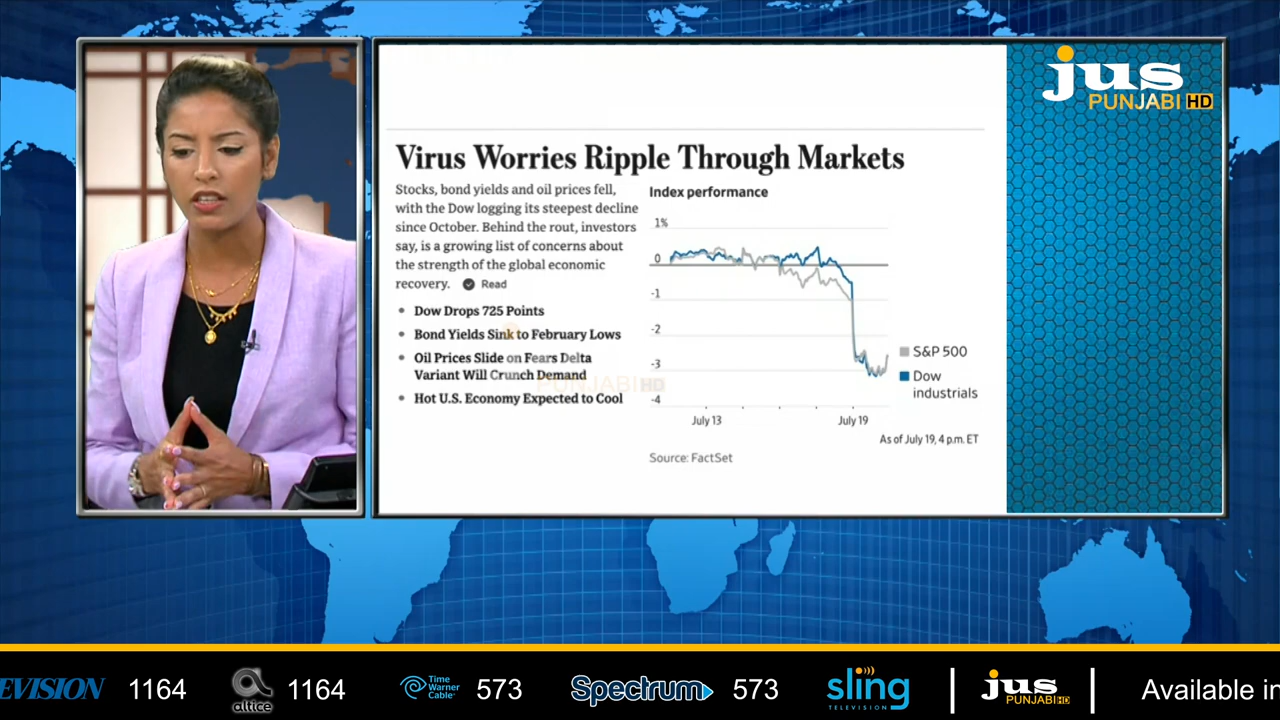 jus
PUNJABI HD
Virus Worries Ripple Through Markets
Stocks, bond yields and oil prices fell,
with the Dow logging its steepest decline
since October. Behind the rout, investors
say, is a growing list of concerns about
the strength of the global economic
recovery. Read
• Dow Drops 725 Points
• Bond Yields Sink to February Lows
• Oil Prices Slide on Fears Delta
Variant Will Crunch Demand
• Hot U.S. Economy Expected to Cool
Index performance
1%
0
-1
-2
-3
-4
July 13 July 19
S&P 500
Dow
industrials
As of July 19, 4 p.m. ET
Source: FactSet
PUNJABI HD
EVISION 1164 altice 1164 Time Warner Cable 573 Spectrum 573 sling TELEVISION | jus PUNJABI HD | Available in